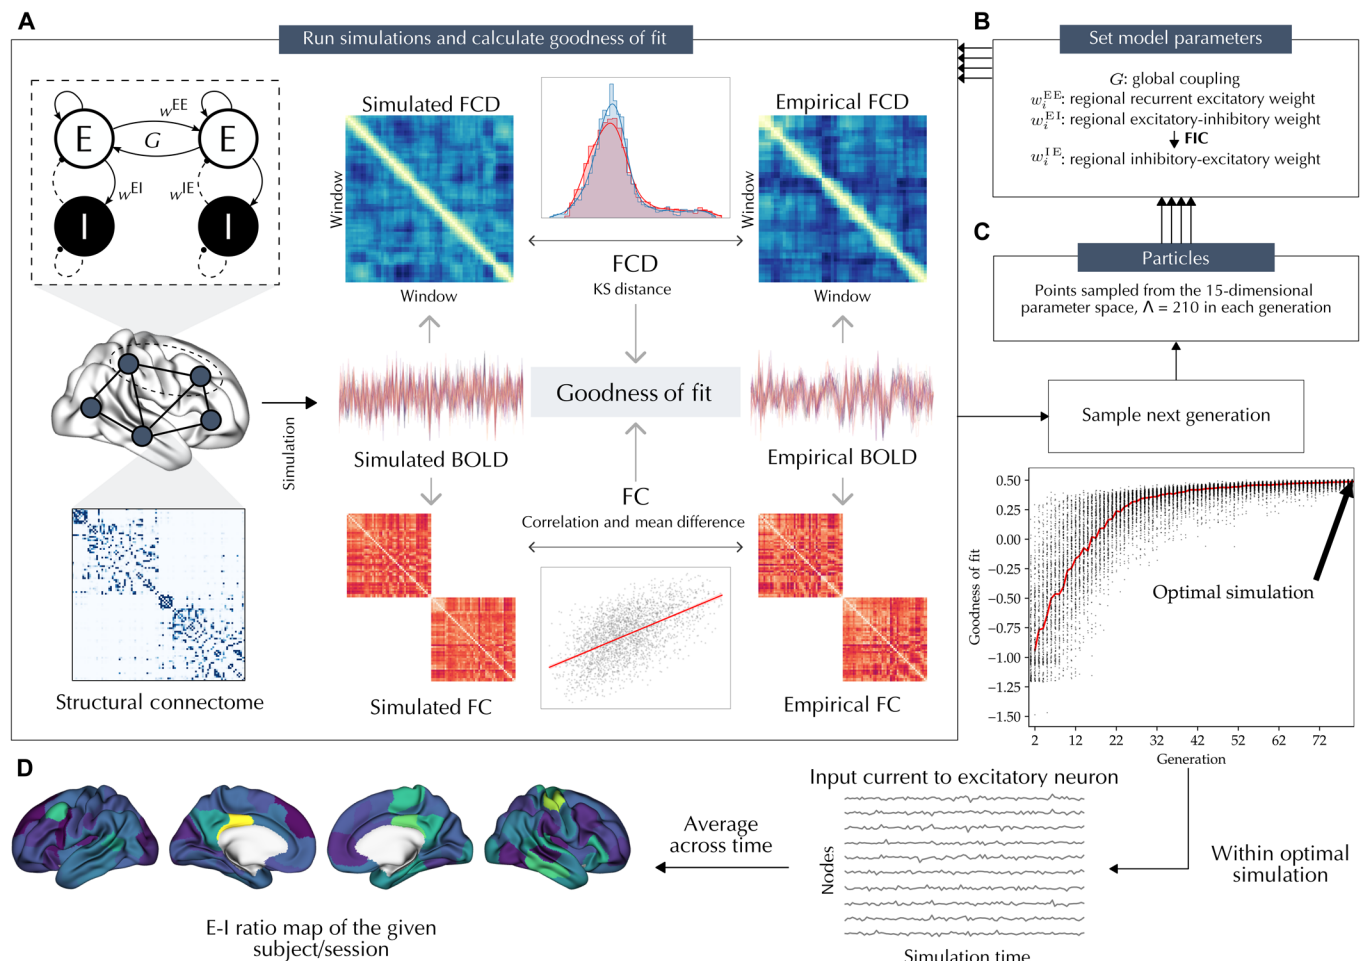 A
Run simulations and calculate goodness of fit
E
wEE
G
E
wEI
wIE
I
I
Simulated FCD
Window
Window
Empirical FCD
Window
Window
FCD
KS distance
Simulation
Goodness of fit
Simulated BOLD
Empirical BOLD
FC
Correlation and mean difference
Structural connectome
Simulated FC
Empirical FC
B
Set model parameters
G: global coupling
w_i^EE: regional recurrent excitatory weight
w_i^EI: regional excitatory-inhibitory weight
FIC
w_i^IE: regional inhibitory-excitatory weight
C
Particles
Points sampled from the 15-dimensional
parameter space, Λ = 210 in each generation
Sample next generation
Goodness of fit
0.50
0.25
0.00
−0.25
−0.50
−0.75
−1.00
−1.25
−1.50
Optimal simulation
2 12 22 32 42 52 62 72
Generation
D
Input current to excitatory neuron
Nodes
Simulation time
Within optimal
simulation
Average
across time
E-I ratio map of the given
subject/session